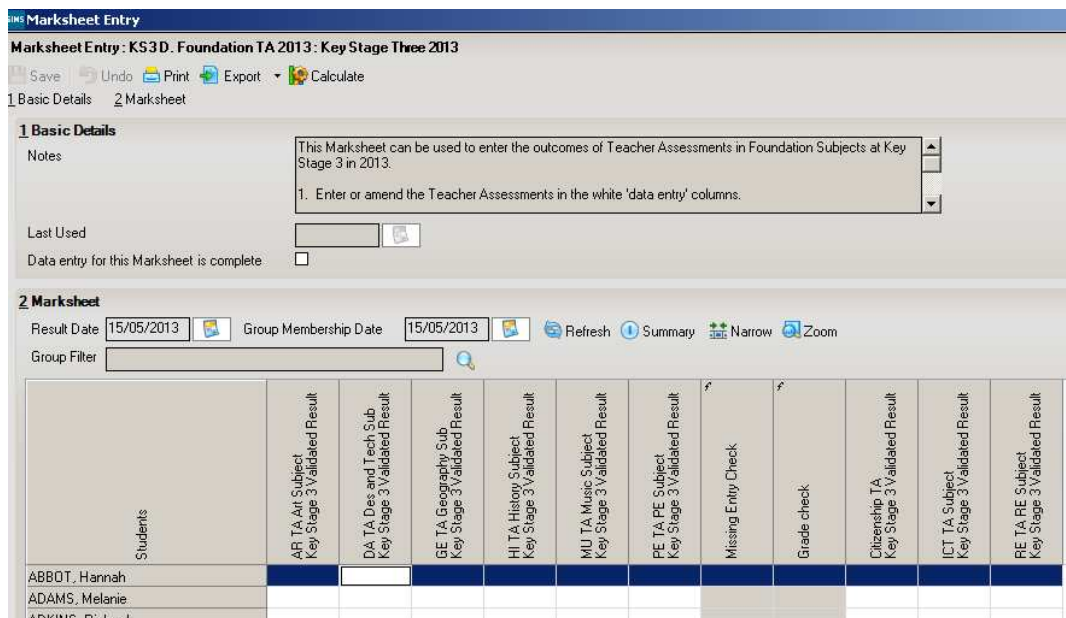 SIMS Marksheet Entry
Marksheet Entry : KS3 D. Foundation TA 2013 : Key Stage Three 2013
Save Undo Print Export Calculate
1 Basic Details 2 Marksheet
1 Basic Details
Notes
This Marksheet can be used to enter the outcomes of Teacher Assessments in Foundation Subjects at Key
Stage 3 in 2013.
1. Enter or amend the Teacher Assessments in the white 'data entry' columns.
Last Used
Data entry for this Marksheet is complete
2 Marksheet
Result Date 15/05/2013 Group Membership Date 15/05/2013 Refresh Summary Narrow Zoom
Group Filter
Students
AR TA Art Subject
Key Stage 3 Validated Result
DA TA Des and Tech Sub
Key Stage 3 Validated Result
GE TA Geography Sub
Key Stage 3 Validated Result
HI TA History Subject
Key Stage 3 Validated Result
MU TA Music Subject
Key Stage 3 Validated Result
PE TA PE Subject
Key Stage 3 Validated Result
f
Missing Entry Check
f
Grade check
Citizenship TA
Key Stage 3 Validated Result
ICT TA Subject
Key Stage 3 Validated Result
RE TA RE Subject
Key Stage 3 Validated Result
ABBOT, Hannah
ADAMS, Melanie